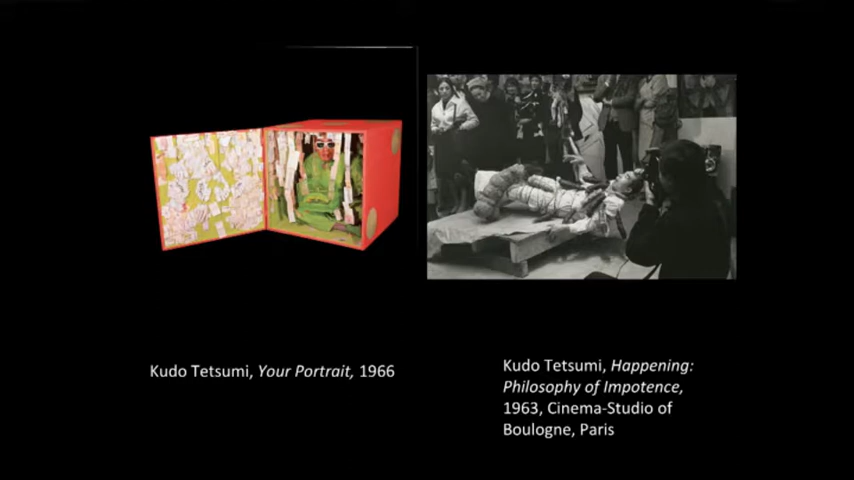 Kudo Tetsumi, Your Portrait, 1966
Kudo Tetsumi, Happening:
Philosophy of Impotence,
1963, Cinema-Studio of
Boulogne, Paris